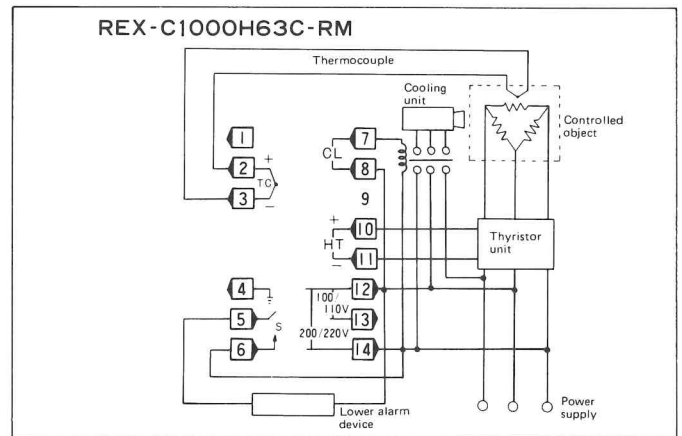 REX-C1000H63C-RM
Thermocouple
Cooling
unit
Controlled
object
1
7
CL
2
+
TC
8
3
-
9
+
10
HT
Thyristor
unit
-
11
4
12
100/
110V
5
S
13
200/220V
6
14
Lower alarm
device
Power
supply